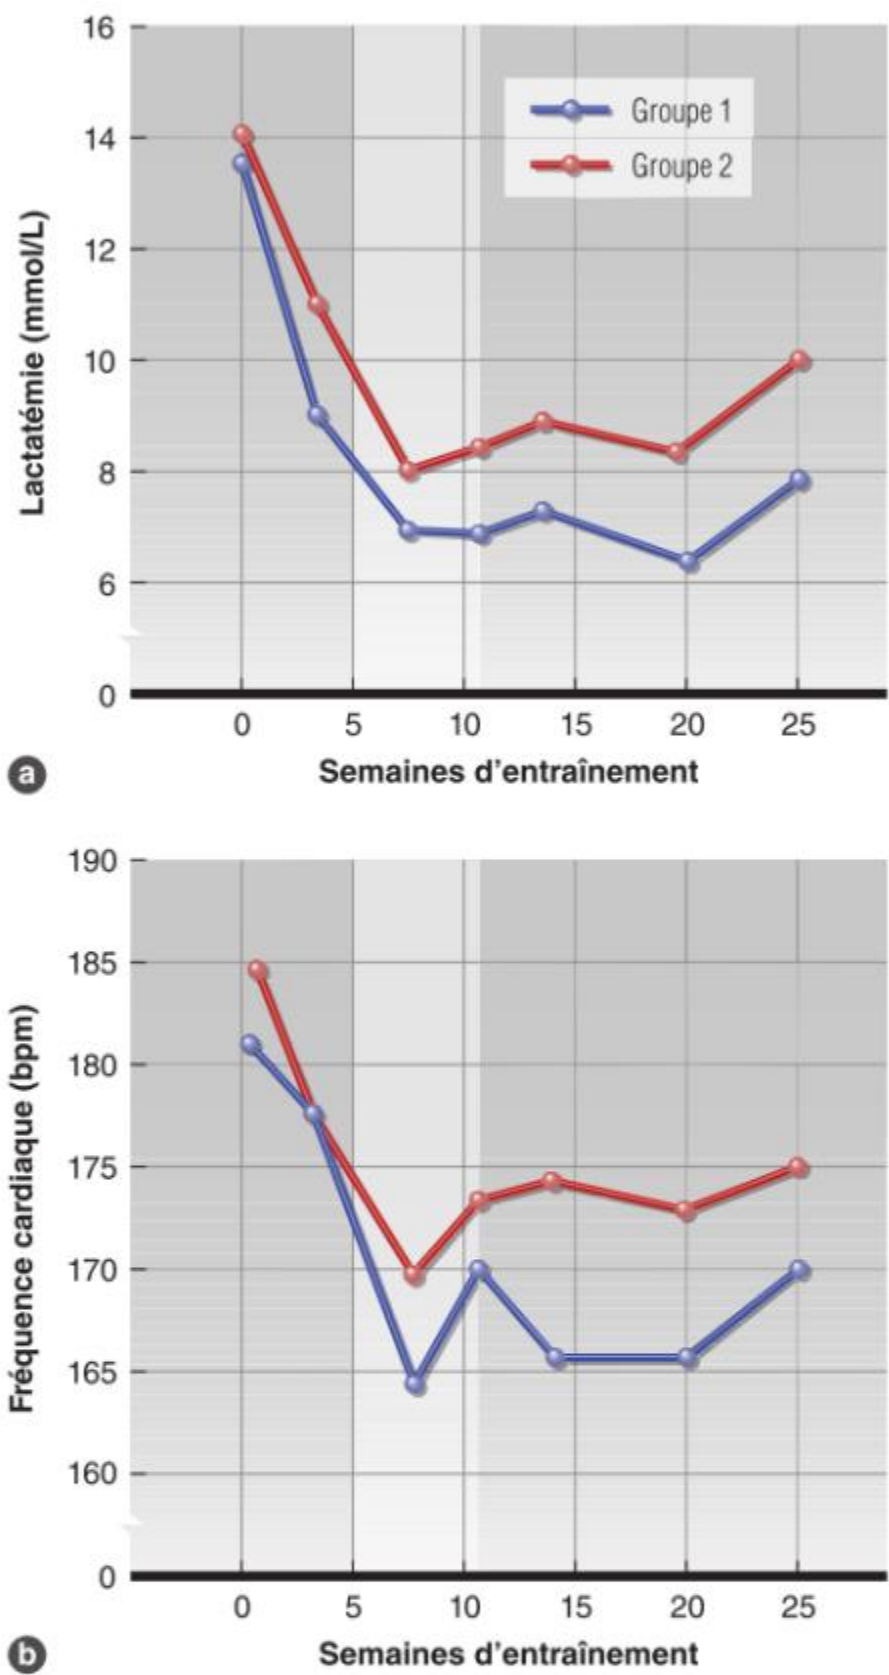 16
14
12
10
8
6
0
Lactatémie (mmol/L)
Groupe 1
Groupe 2
0 5 10 15 20 25
Semaines d'entraînement
a
190
185
180
175
170
165
160
0
Fréquence cardiaque (bpm)
0 5 10 15 20 25
Semaines d'entraînement
b